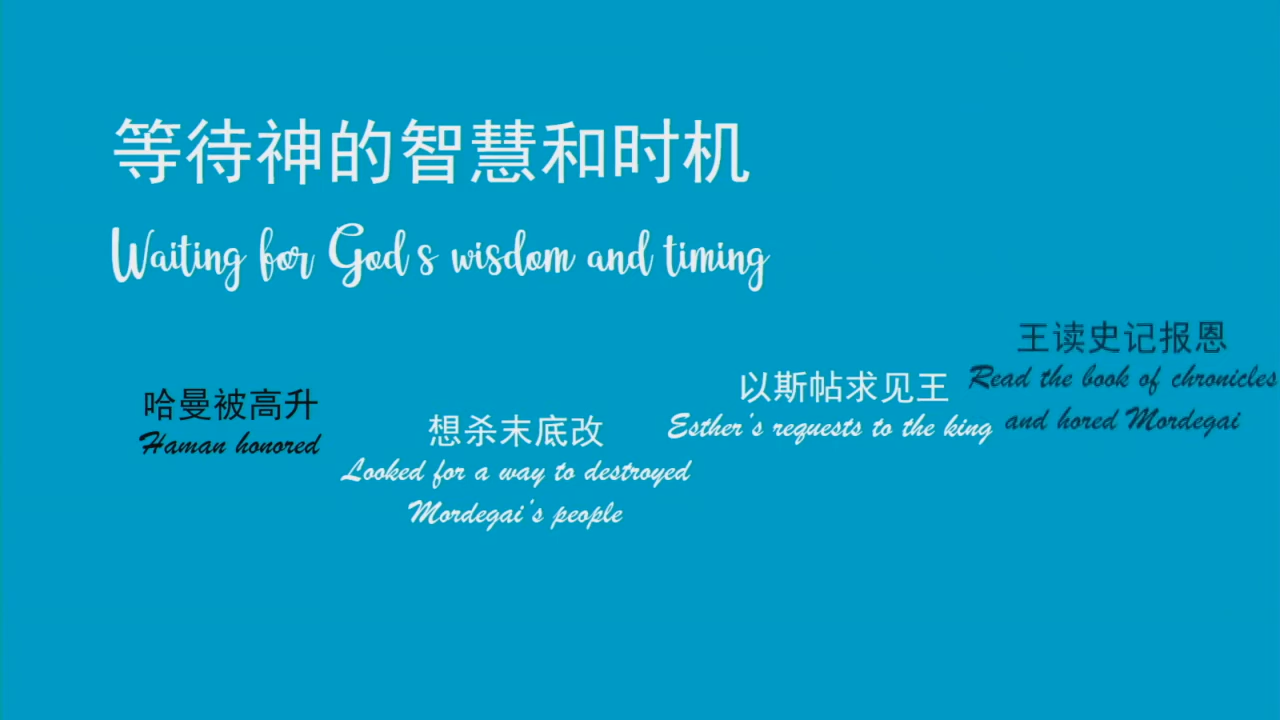 等待神的智慧和时机
Waiting for God's wisdom and timing
哈曼被高升
Haman honored
想杀末底改
Looked for a way to destroyed
Mordegai's people
以斯帖求见王
Esther's requests to the king
王读史记报恩
Read the book of chronicles
and hored Mordegai